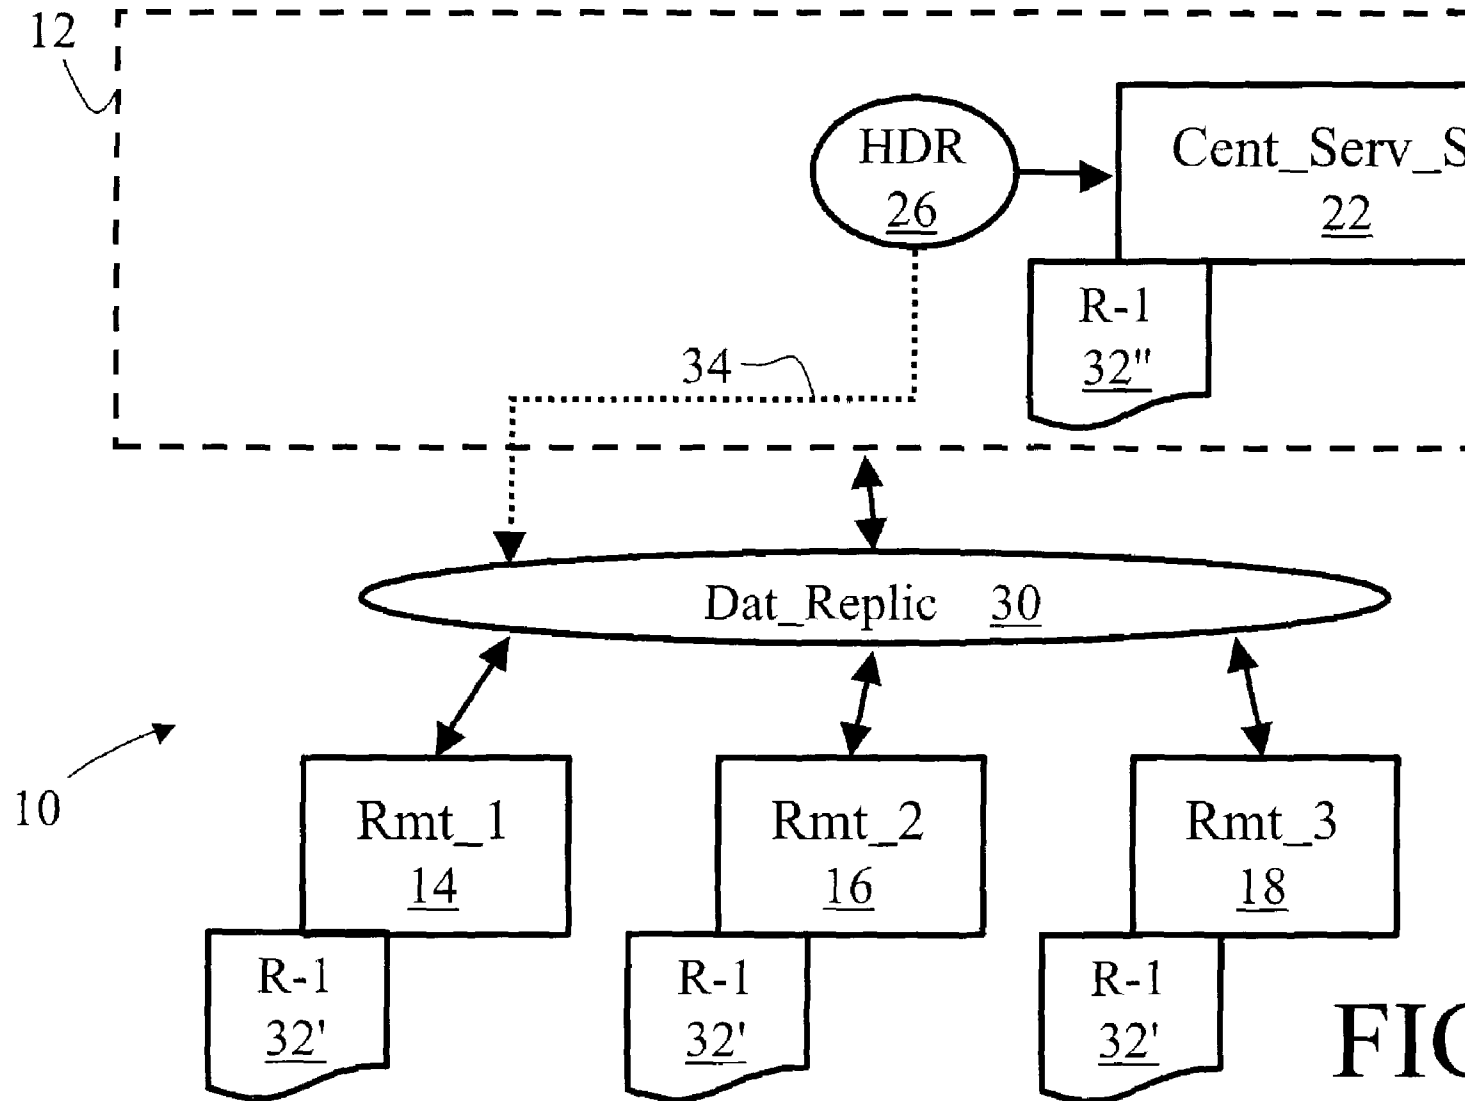 12
HDR
26
Cent_Serv_S
22
R-1
32"
34
Dat_Replic 30
10
Rmt_1
14
Rmt_2
16
Rmt_3
18
R-1
32'
R-1
32'
R-1
32'
FIG